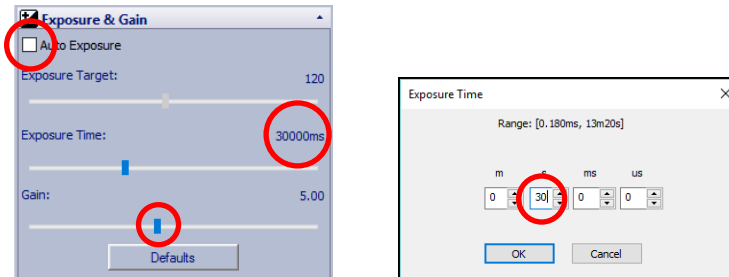 Exposure & Gain
Auto Exposure
Exposure Target: 120
Exposure Time: 30000ms
Gain: 5.00
Defaults
Exposure Time
Range: [0.180ms, 13m20s]
m s ms us
0 30 0 0
OK Cancel